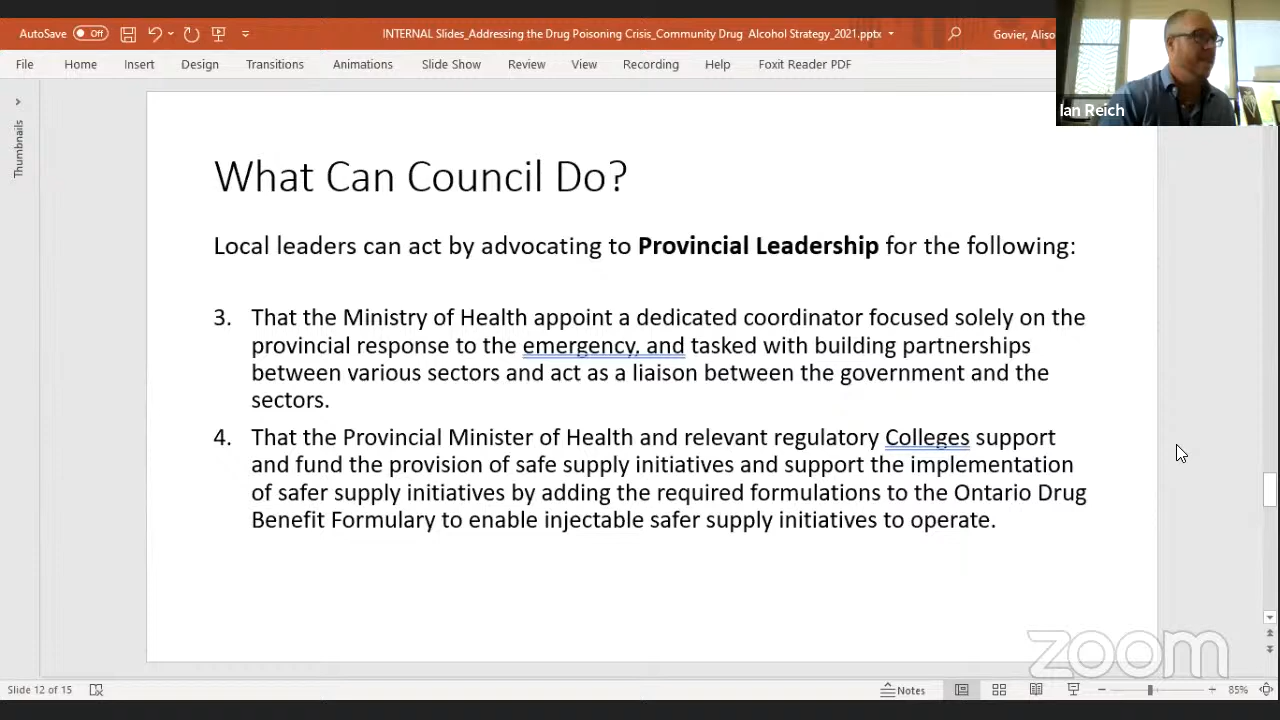 AutoSave Off INTERNAL Slides_Addressing the Drug Poisoning Crisis_Community Drug Alcohol Strategy_2021.pptx Govier, Aliso
File Home Insert Design Transitions Animations Slide Show Review View Recording Help Foxit Reader PDF
Ian Reich
Thumbnails
What Can Council Do?
Local leaders can act by advocating to Provincial Leadership for the following:
3. That the Ministry of Health appoint a dedicated coordinator focused solely on the
provincial response to the emergency, and tasked with building partnerships
between various sectors and act as a liaison between the government and the
sectors.
4. That the Provincial Minister of Health and relevant regulatory Colleges support
and fund the provision of safe supply initiatives and support the implementation
of safer supply initiatives by adding the required formulations to the Ontario Drug
Benefit Formulary to enable injectable safer supply initiatives to operate.
zoom
Slide 12 of 15 Notes 85%